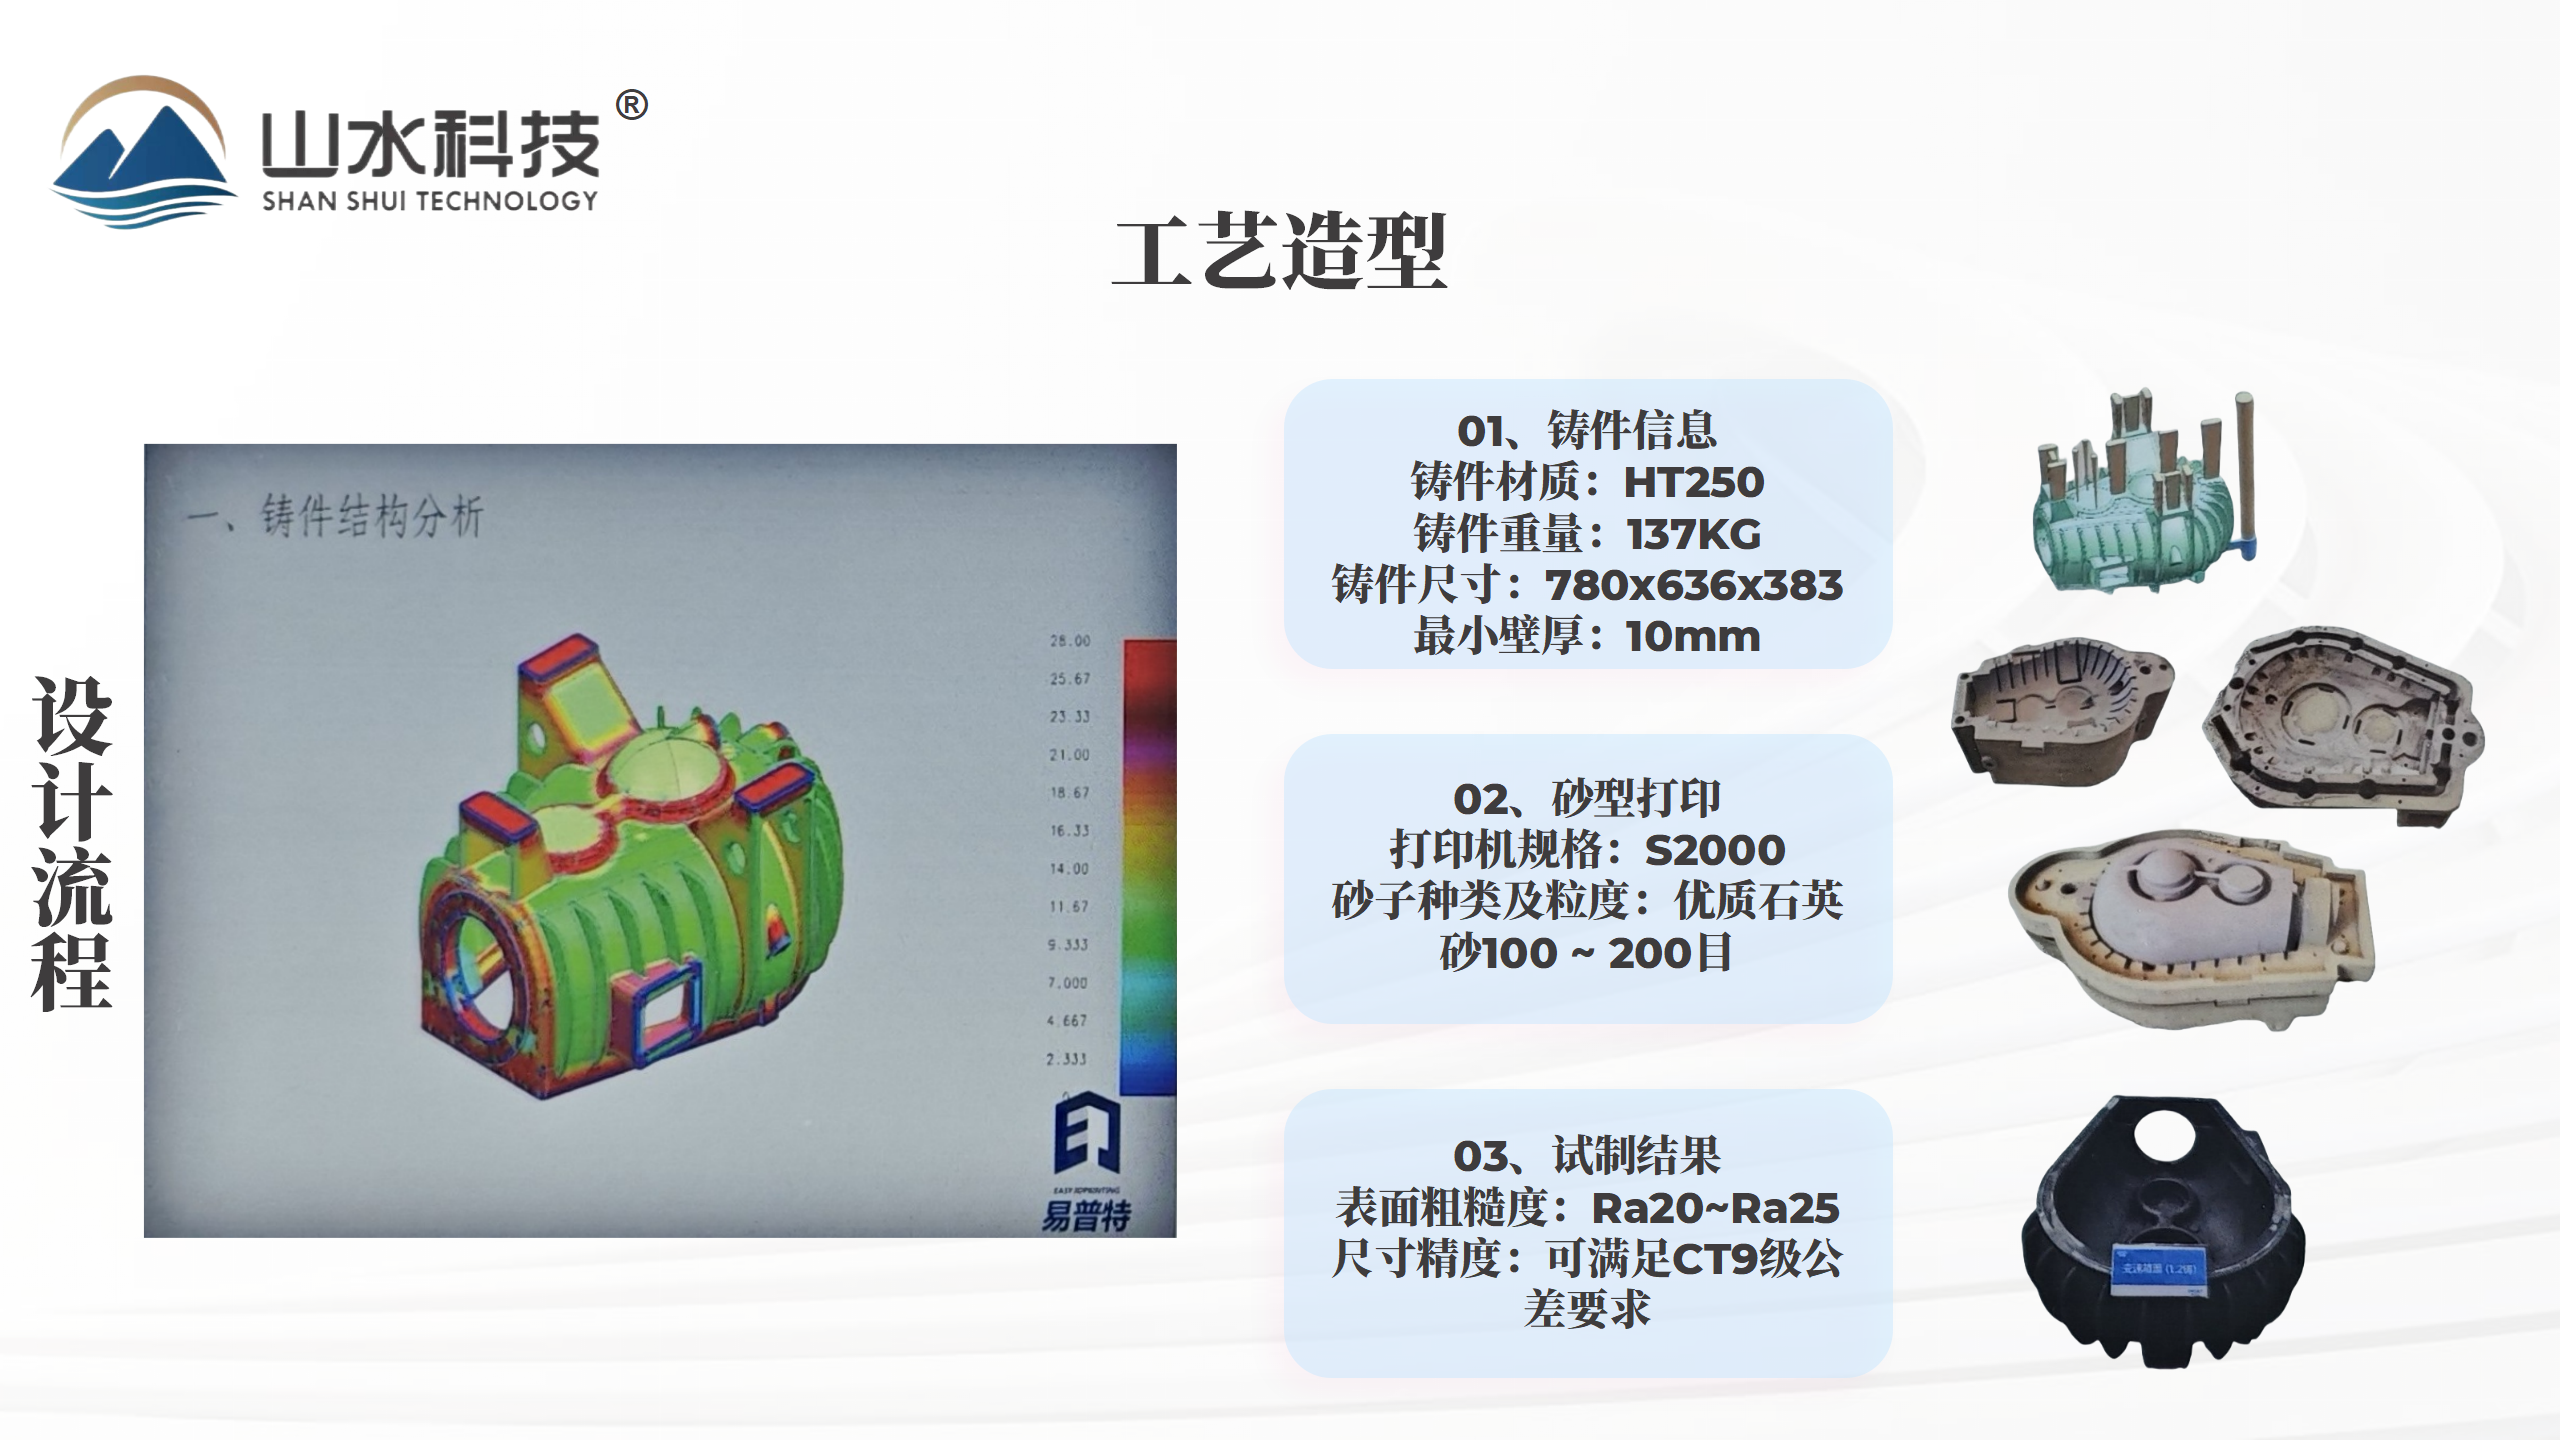 山水科技®
SHAN SHUI TECHNOLOGY
工艺造型
设计流程
一、铸件结构分析
28.00
25.67
23.33
21.00
18.67
16.33
14.00
11.67
9.333
7.000
4.667
2.333
0
EASY 3DPRINTING
易普特
01、铸件信息
铸件材质：HT250
铸件重量：137KG
铸件尺寸：780x636x383
最小壁厚：10mm
02、砂型打印
打印机规格：S2000
砂子种类及粒度：优质石英
砂100 ~ 200目
03、试制结果
表面粗糙度：Ra20~Ra25
尺寸精度：可满足CT9级公
差要求